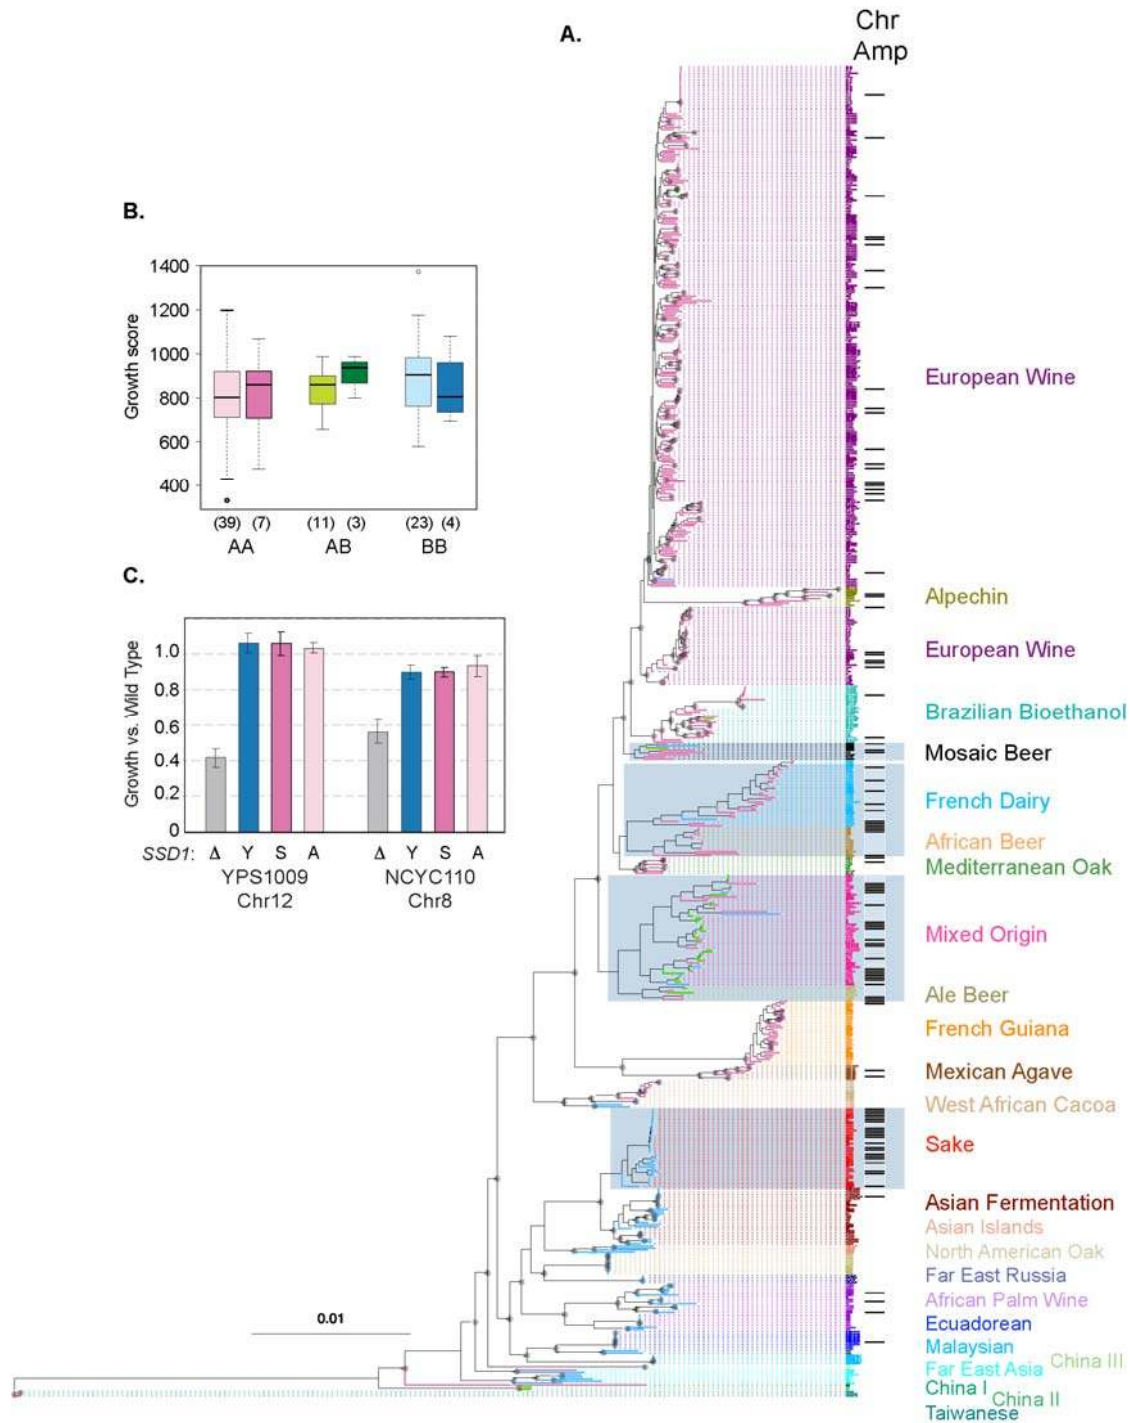 A.
Chr
Amp
European Wine
Alpechin
European Wine
Brazilian Bioethanol
Mosaic Beer
French Dairy
African Beer
Mediterranean Oak
Mixed Origin
Ale Beer
French Guiana
Mexican Agave
West African Cacoa
Sake
Asian Fermentation
Asian Islands
North American Oak
Far East Russia
African Palm Wine
Ecuadorean
Malaysian
Far East Asia China III
China I China II
Taiwanese
0.01
B.
Growth score
1400
1200
1000
800
600
400
(39) (7) (11) (3) (23) (4)
AA AB BB
C.
Growth vs. Wild Type
1.0
0.8
0.6
0.4
0.2
0
SSD1: Δ Y S A Δ Y S A
YPS1009 NCYC110
Chr12 Chr8